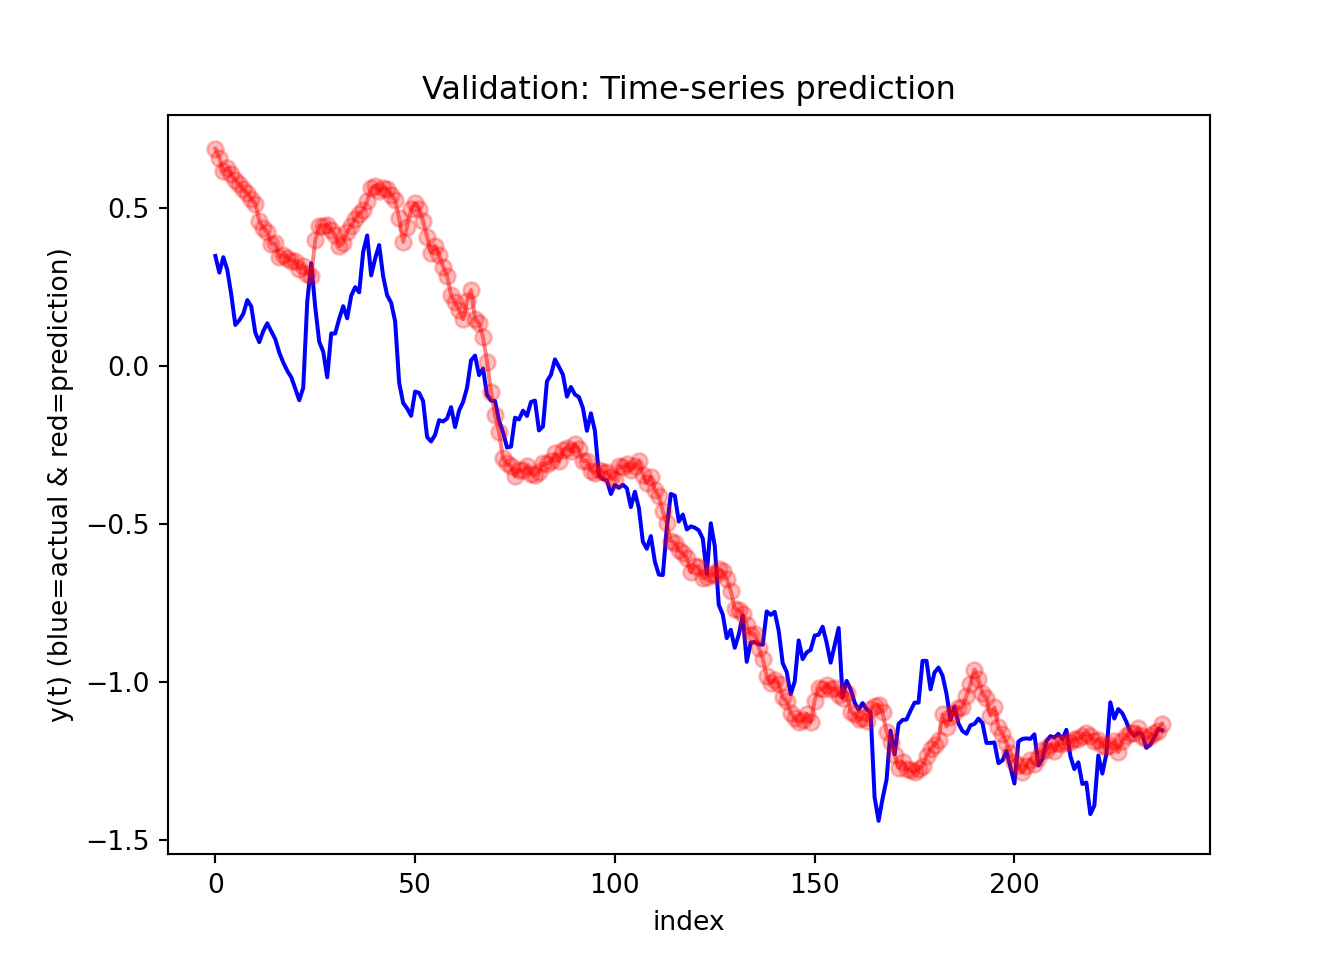 Validation: Time-series prediction
y(t) (blue=actual & red=prediction)
0.5
0.0
−0.5
−1.0
−1.5
0 50 100 150 200
index